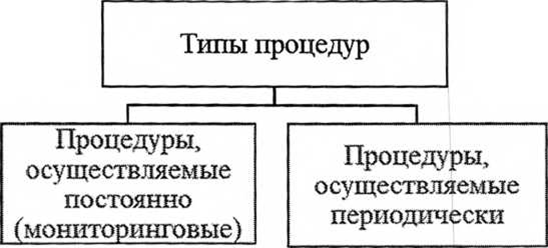 Типы процедур
Процедуры,
осуществляемые
постоянно
(мониторинговые)
Процедуры,
осуществляемые
периодически